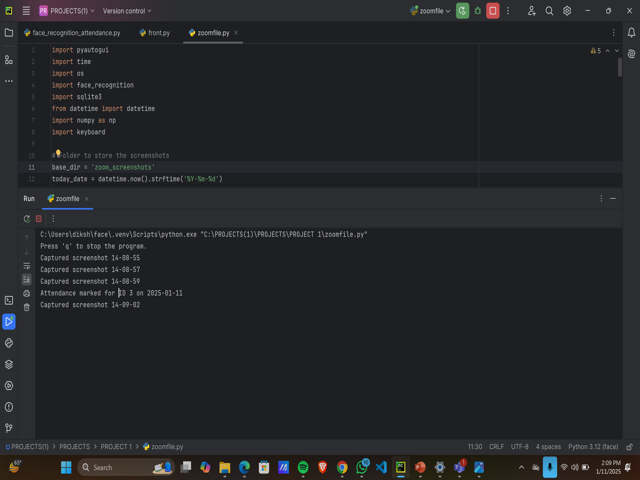 PR PROJECTS(1) Version control zoomfile
face_recognition_attendance.py front.py zoomfile.py
1 import pyautogui 5
2 import time
3 import os
4 import face_recognition
5 import sqlite3
6 from datetime import datetime
7 import numpy as np
8 import keyboard
9
10 # Folder to store the screenshots
11 base_dir = 'zoom_screenshots'
12 today_date = datetime.now().strftime('%Y-%m-%d')
Run zoomfile
C:\Users\diksh\face\.venv\Scripts\python.exe "C:\PROJECTS(1)\PROJECTS\PROJECT 1\zoomfile.py"
Press 'q' to stop the program.
Captured screenshot 14-08-55
Captured screenshot 14-08-57
Captured screenshot 14-08-59
Attendance marked for ID 3 on 2025-01-11
Captured screenshot 14-09-02
PROJECTS(1) > PROJECTS > PROJECT 1 > zoomfile.py 11:30 CRLF UTF-8 4 spaces Python 3.12 (face)
63° Search 2:09 PM
1/11/2025